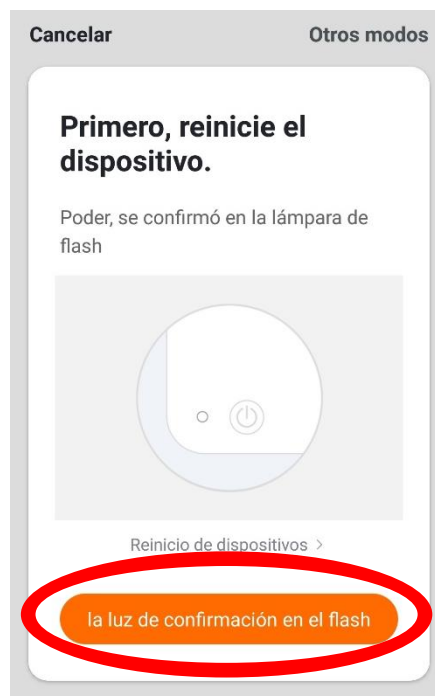 Cancelar
Otros modos
Primero, reinicie el
dispositivo.
Poder, se confirmó en la lámpara de
flash
Reinicio de dispositivos >
la luz de confirmación en el flash